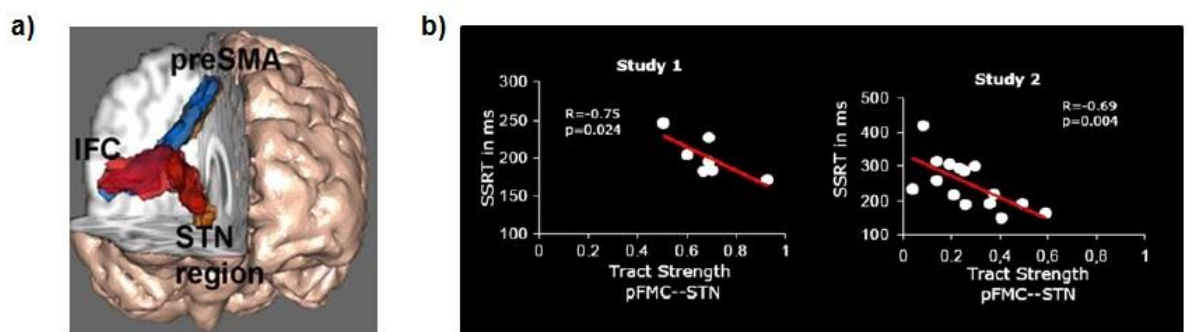 a)
preSMA
IFC
STN
region
b)
Study 1
R=-0.75
p=0.024
SSRT in ms
300
250
200
150
100
0
0.2
0.4
0.6
0.8
1
Tract Strength
pFMC--STN
Study 2
R=-0.69
p=0.004
SSRT in ms
500
400
300
200
100
0
0,2
0,4
0,6
0,8
1
Tract Strength
pFMC--STN